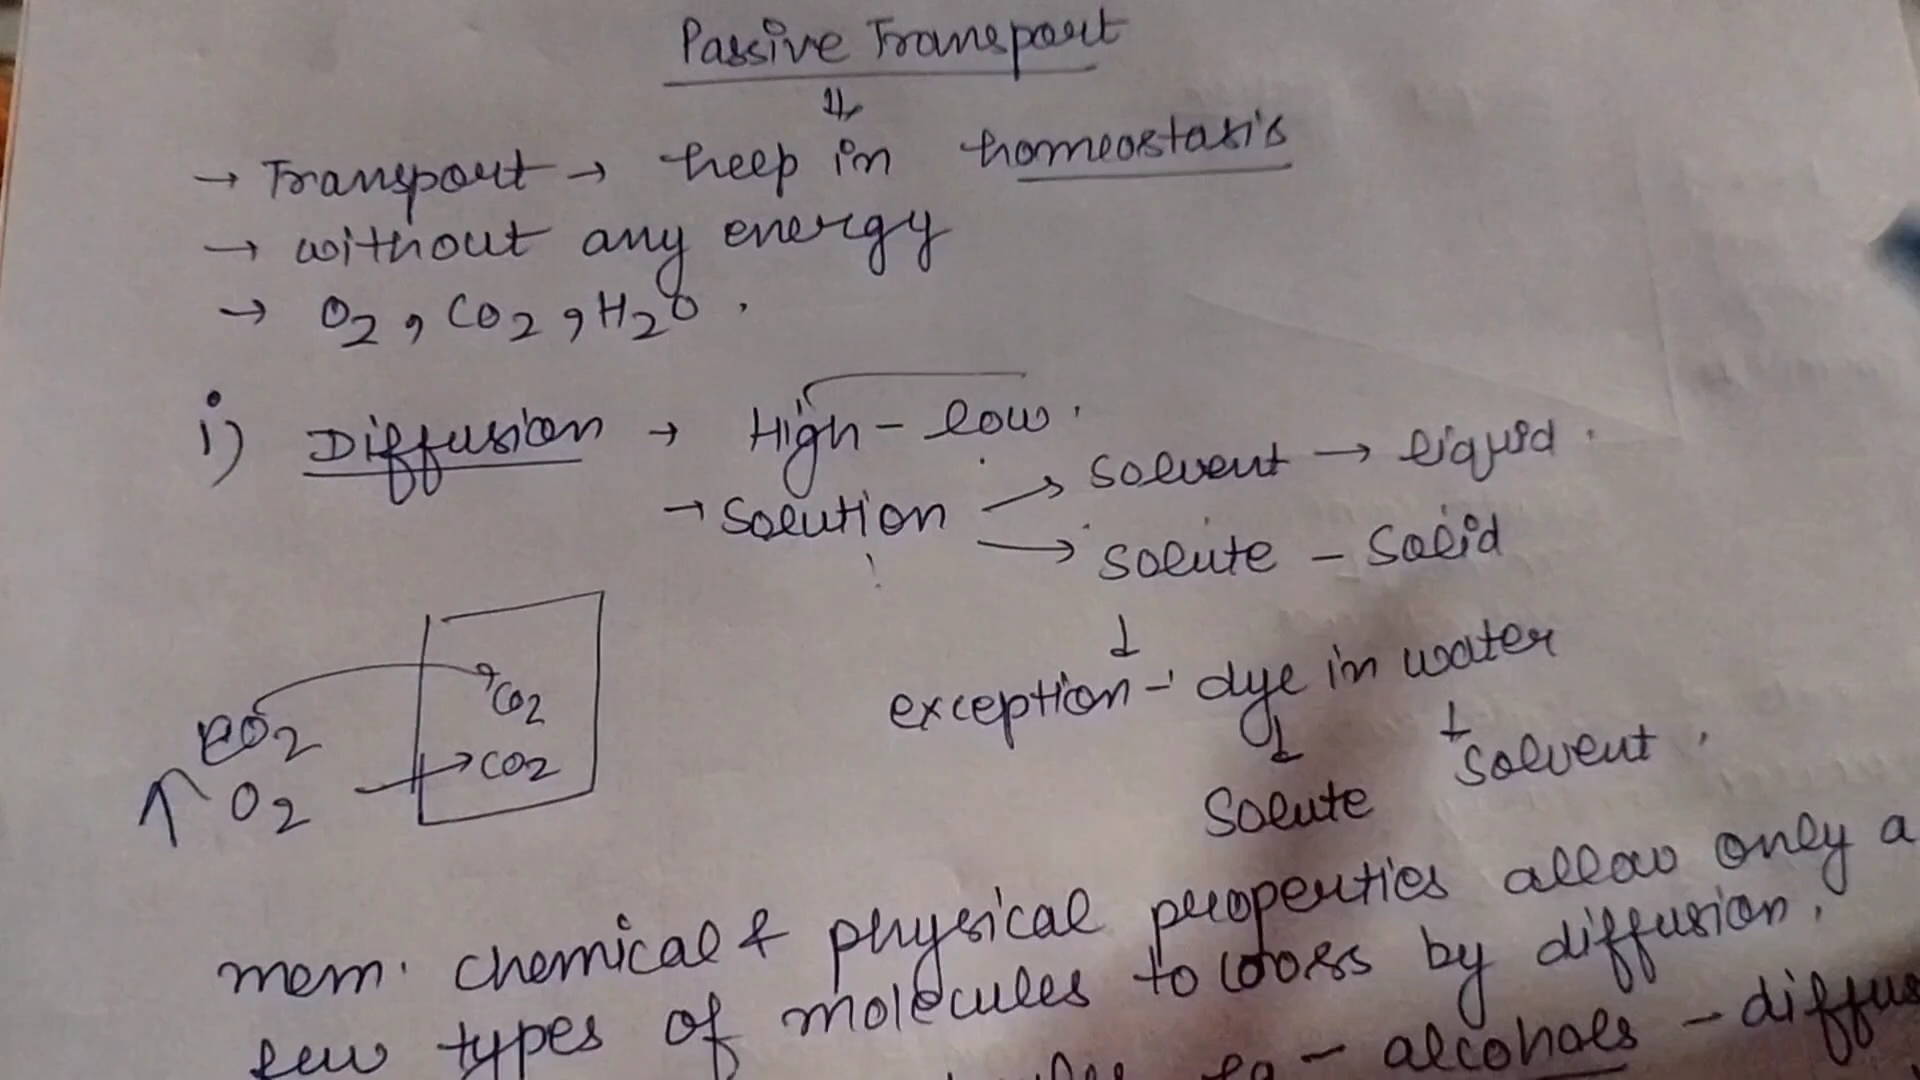 Passive Transport
→ Transport → keep in homeostasis
→ without any energy
→ O2, CO2, H2O.
i) Diffusion → High - low.
→ Solution → solvent → liquid.
→ solute - solid
exception - dye in water
solute solvent.
CO2 CO2
↑ O2 → CO2
mem. chemical & physical properties allow only a
few types of molecules to cross by diffusion.
eg - alcohols - diffus